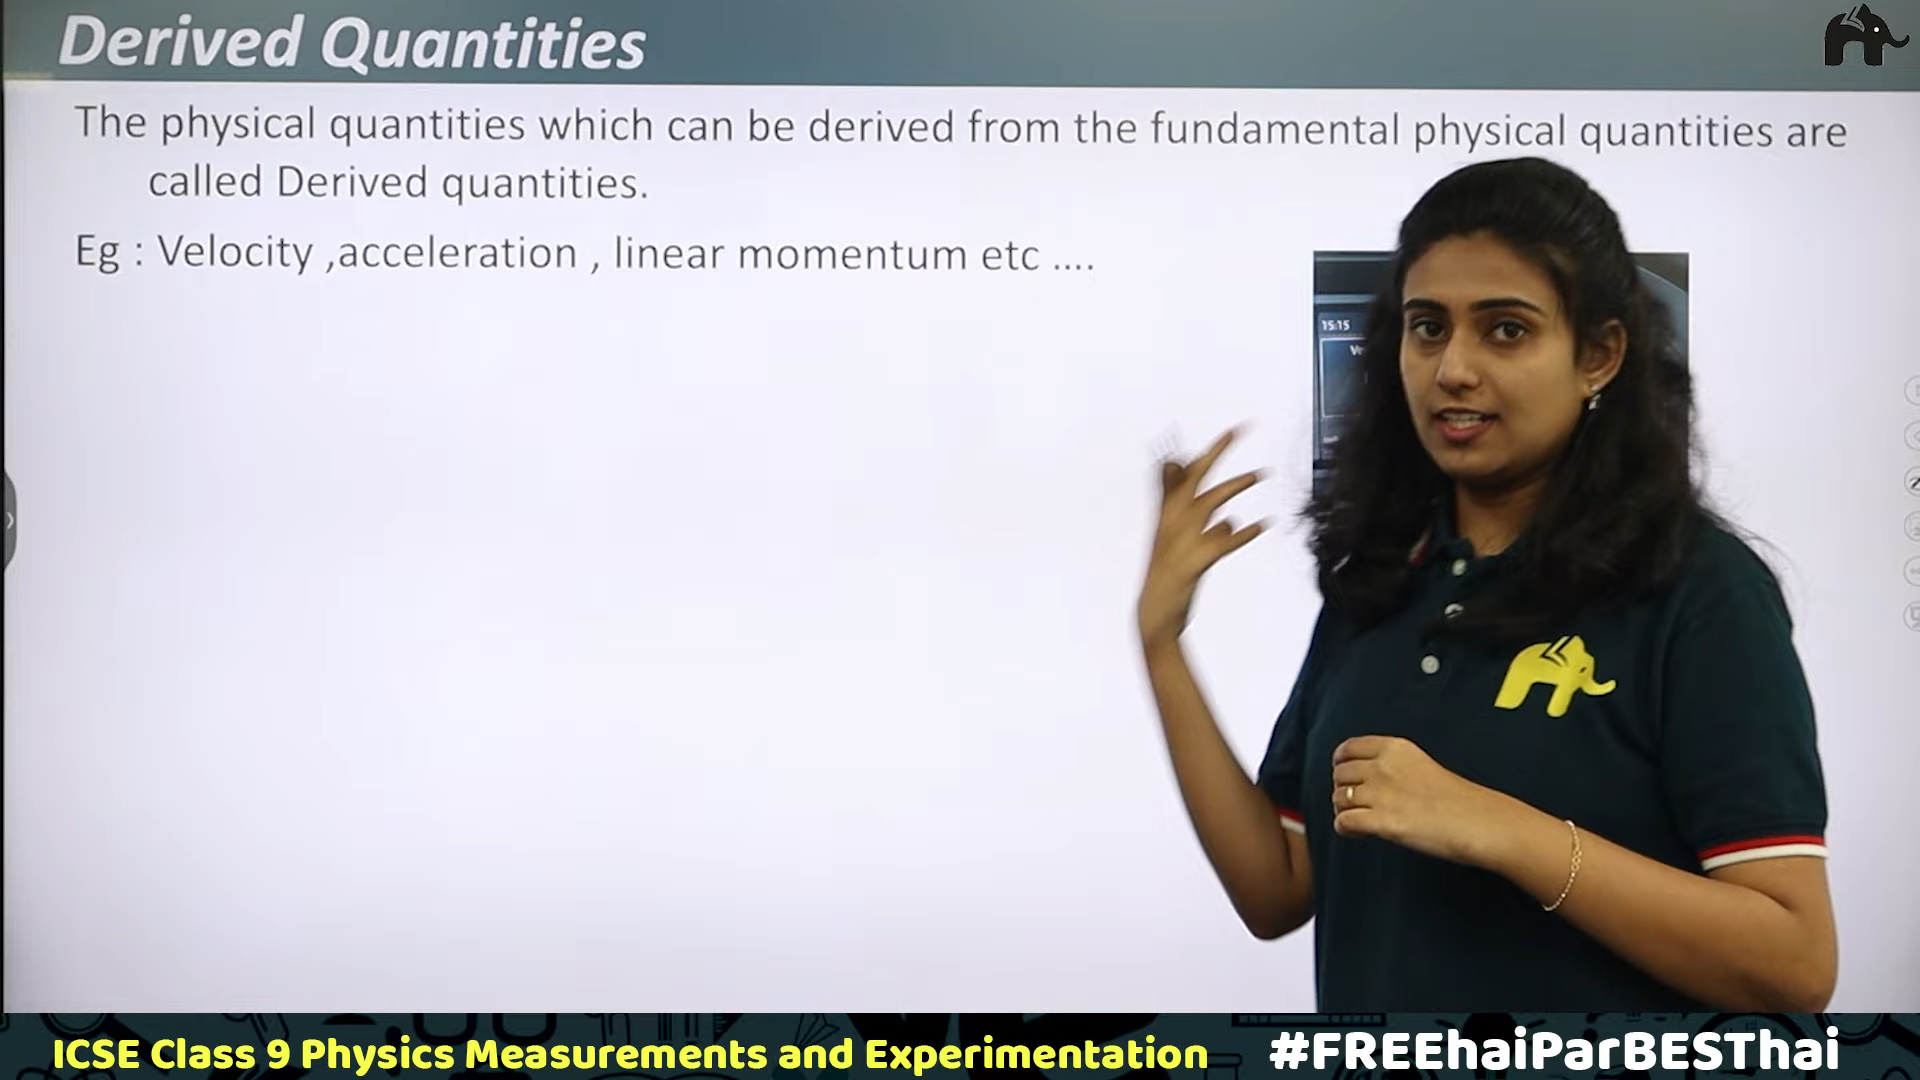 Derived Quantities
The physical quantities which can be derived from the fundamental physical quantities are
called Derived quantities.
Eg : Velocity ,acceleration , linear momentum etc ....
15:15
ICSE Class 9 Physics Measurements and Experimentation
#FREEhaiParBESThai